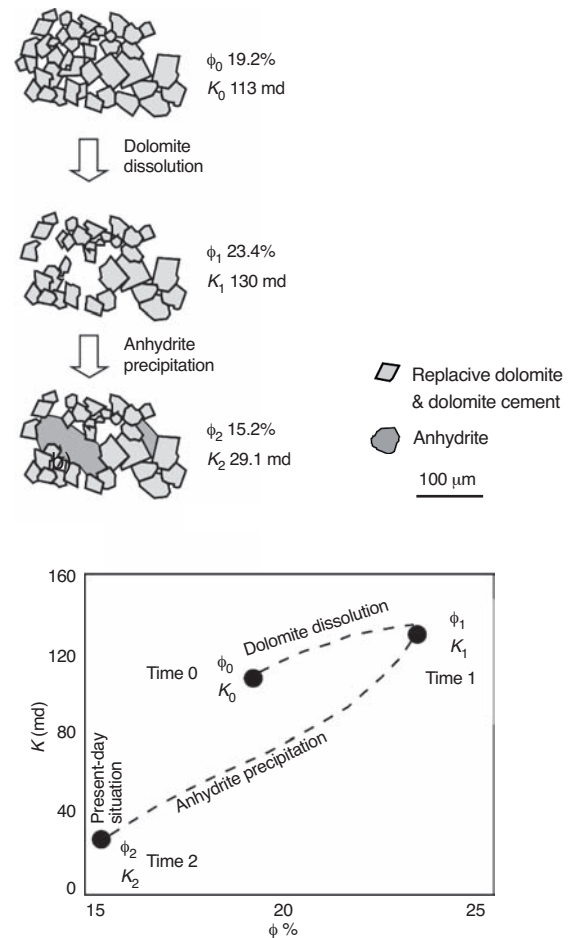 ϕ0 19.2%
K0 113 md
Dolomite
dissolution
ϕ1 23.4%
K1 130 md
Anhydrite
precipitation
ϕ2 15.2%
K2 29.1 md
b)
Replacive dolomite
& dolomite cement
Anhydrite
100 μm
160
120
80
40
0
K (md)
Dolomite dissolution
ϕ1
K1
Time 1
Time 0
ϕ0
K0
Anhydrite precipitation
Present-day
situation
ϕ2
K2
Time 2
15
20
25
ϕ %